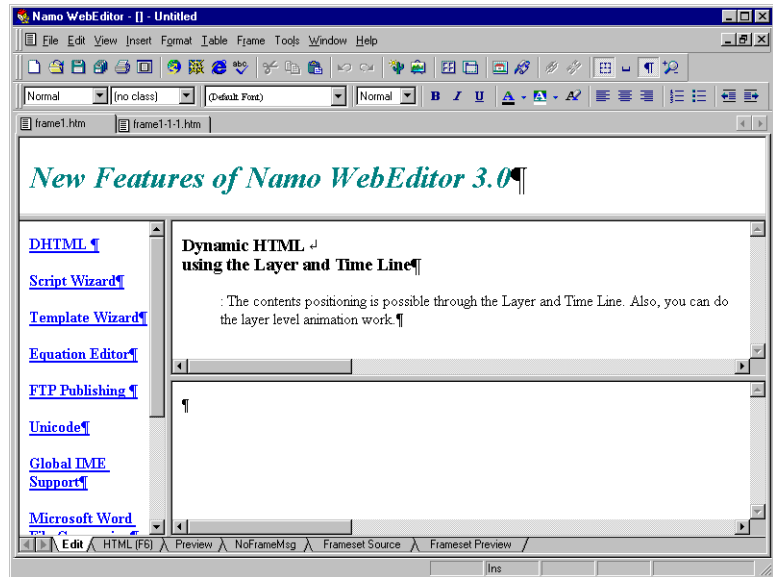 Namo WebEditor - [] - Untitled
File Edit View Insert Format Table Frame Tools Window Help
Normal (no class) (Default Font) Normal B I U A A A
frame1.htm frame1-1-1.htm
New Features of Namo WebEditor 3.0¶
DHTML ¶
Script Wizard¶
Template Wizard¶
Equation Editor¶
FTP Publishing ¶
Unicode¶
Global IME
Support¶
Microsoft Word
Dynamic HTML ↵
using the Layer and Time Line¶
: The contents positioning is possible through the Layer and Time Line. Also, you can do
the layer level animation work.¶
¶
Edit HTML (F6) Preview NoFrameMsg Frameset Source Frameset Preview
Ins